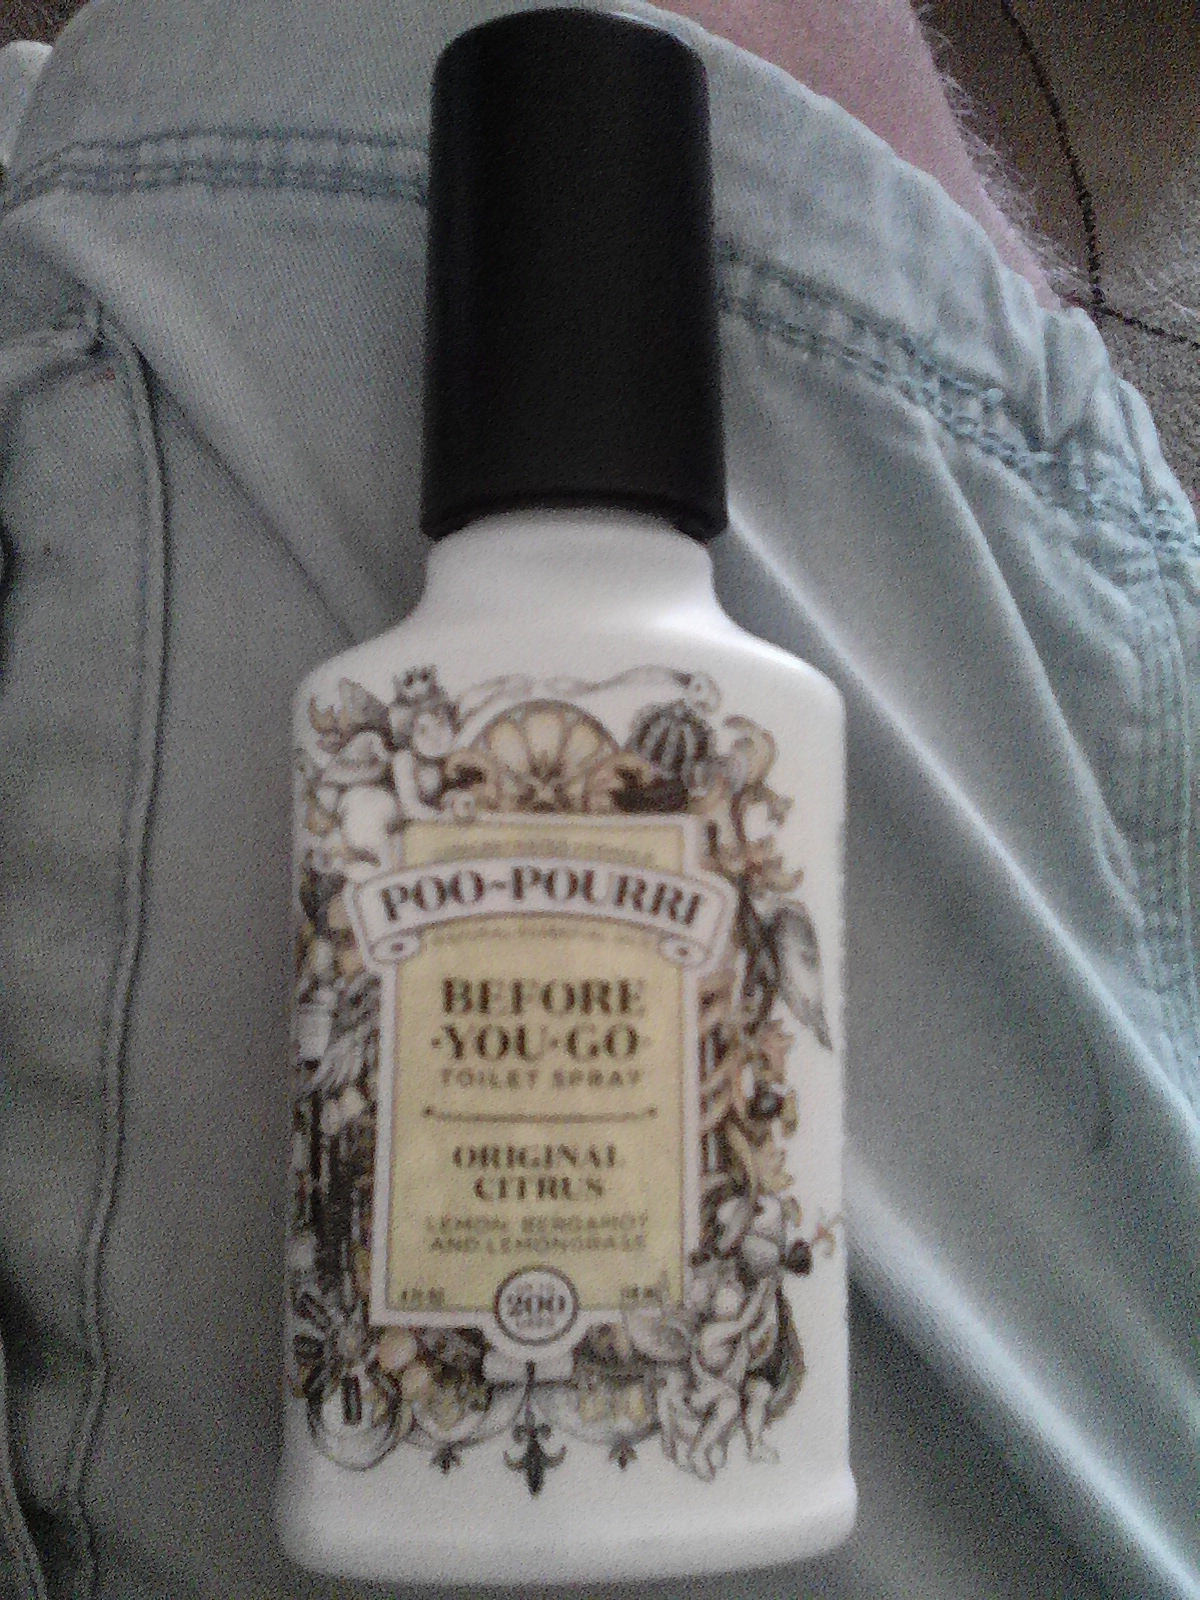 POO~POURRI
BEFORE
·YOU·GO·
TOILET SPRAY
ORIGINAL
CITRUS
LEMON, BERGAMOT
AND LEMONGRASS
200